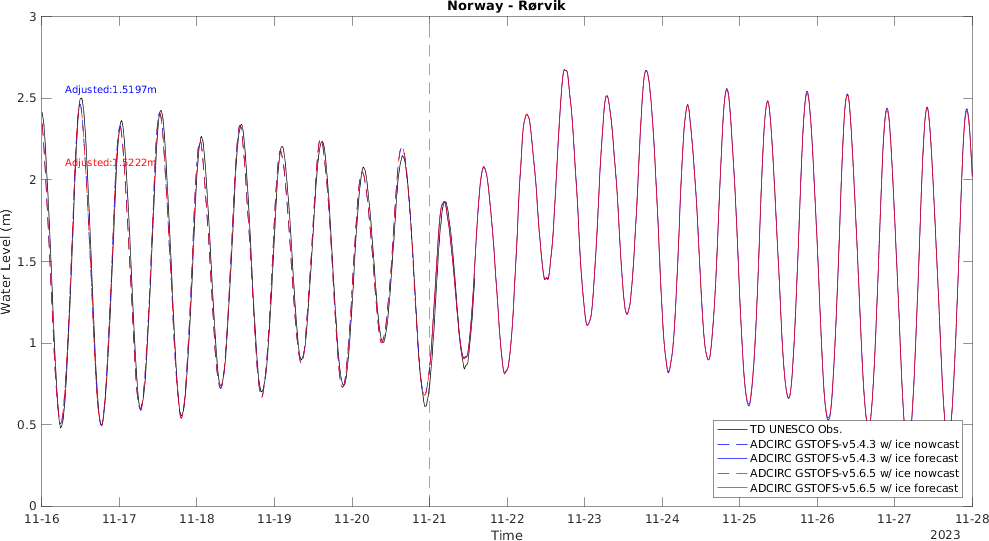 Norway - Rørvik
3
2.5
2
1.5
1
0.5
0
Water Level (m)
Adjusted:1.5197m
Adjusted:1.5222m
TD UNESCO Obs.
ADCIRC GSTOFS-v5.4.3 w/ ice nowcast
ADCIRC GSTOFS-v5.4.3 w/ ice forecast
ADCIRC GSTOFS-v5.6.5 w/ ice nowcast
ADCIRC GSTOFS-v5.6.5 w/ ice forecast
11-16 11-17 11-18 11-19 11-20 11-21 11-22 11-23 11-24 11-25 11-26 11-27 11-28
Time
2023